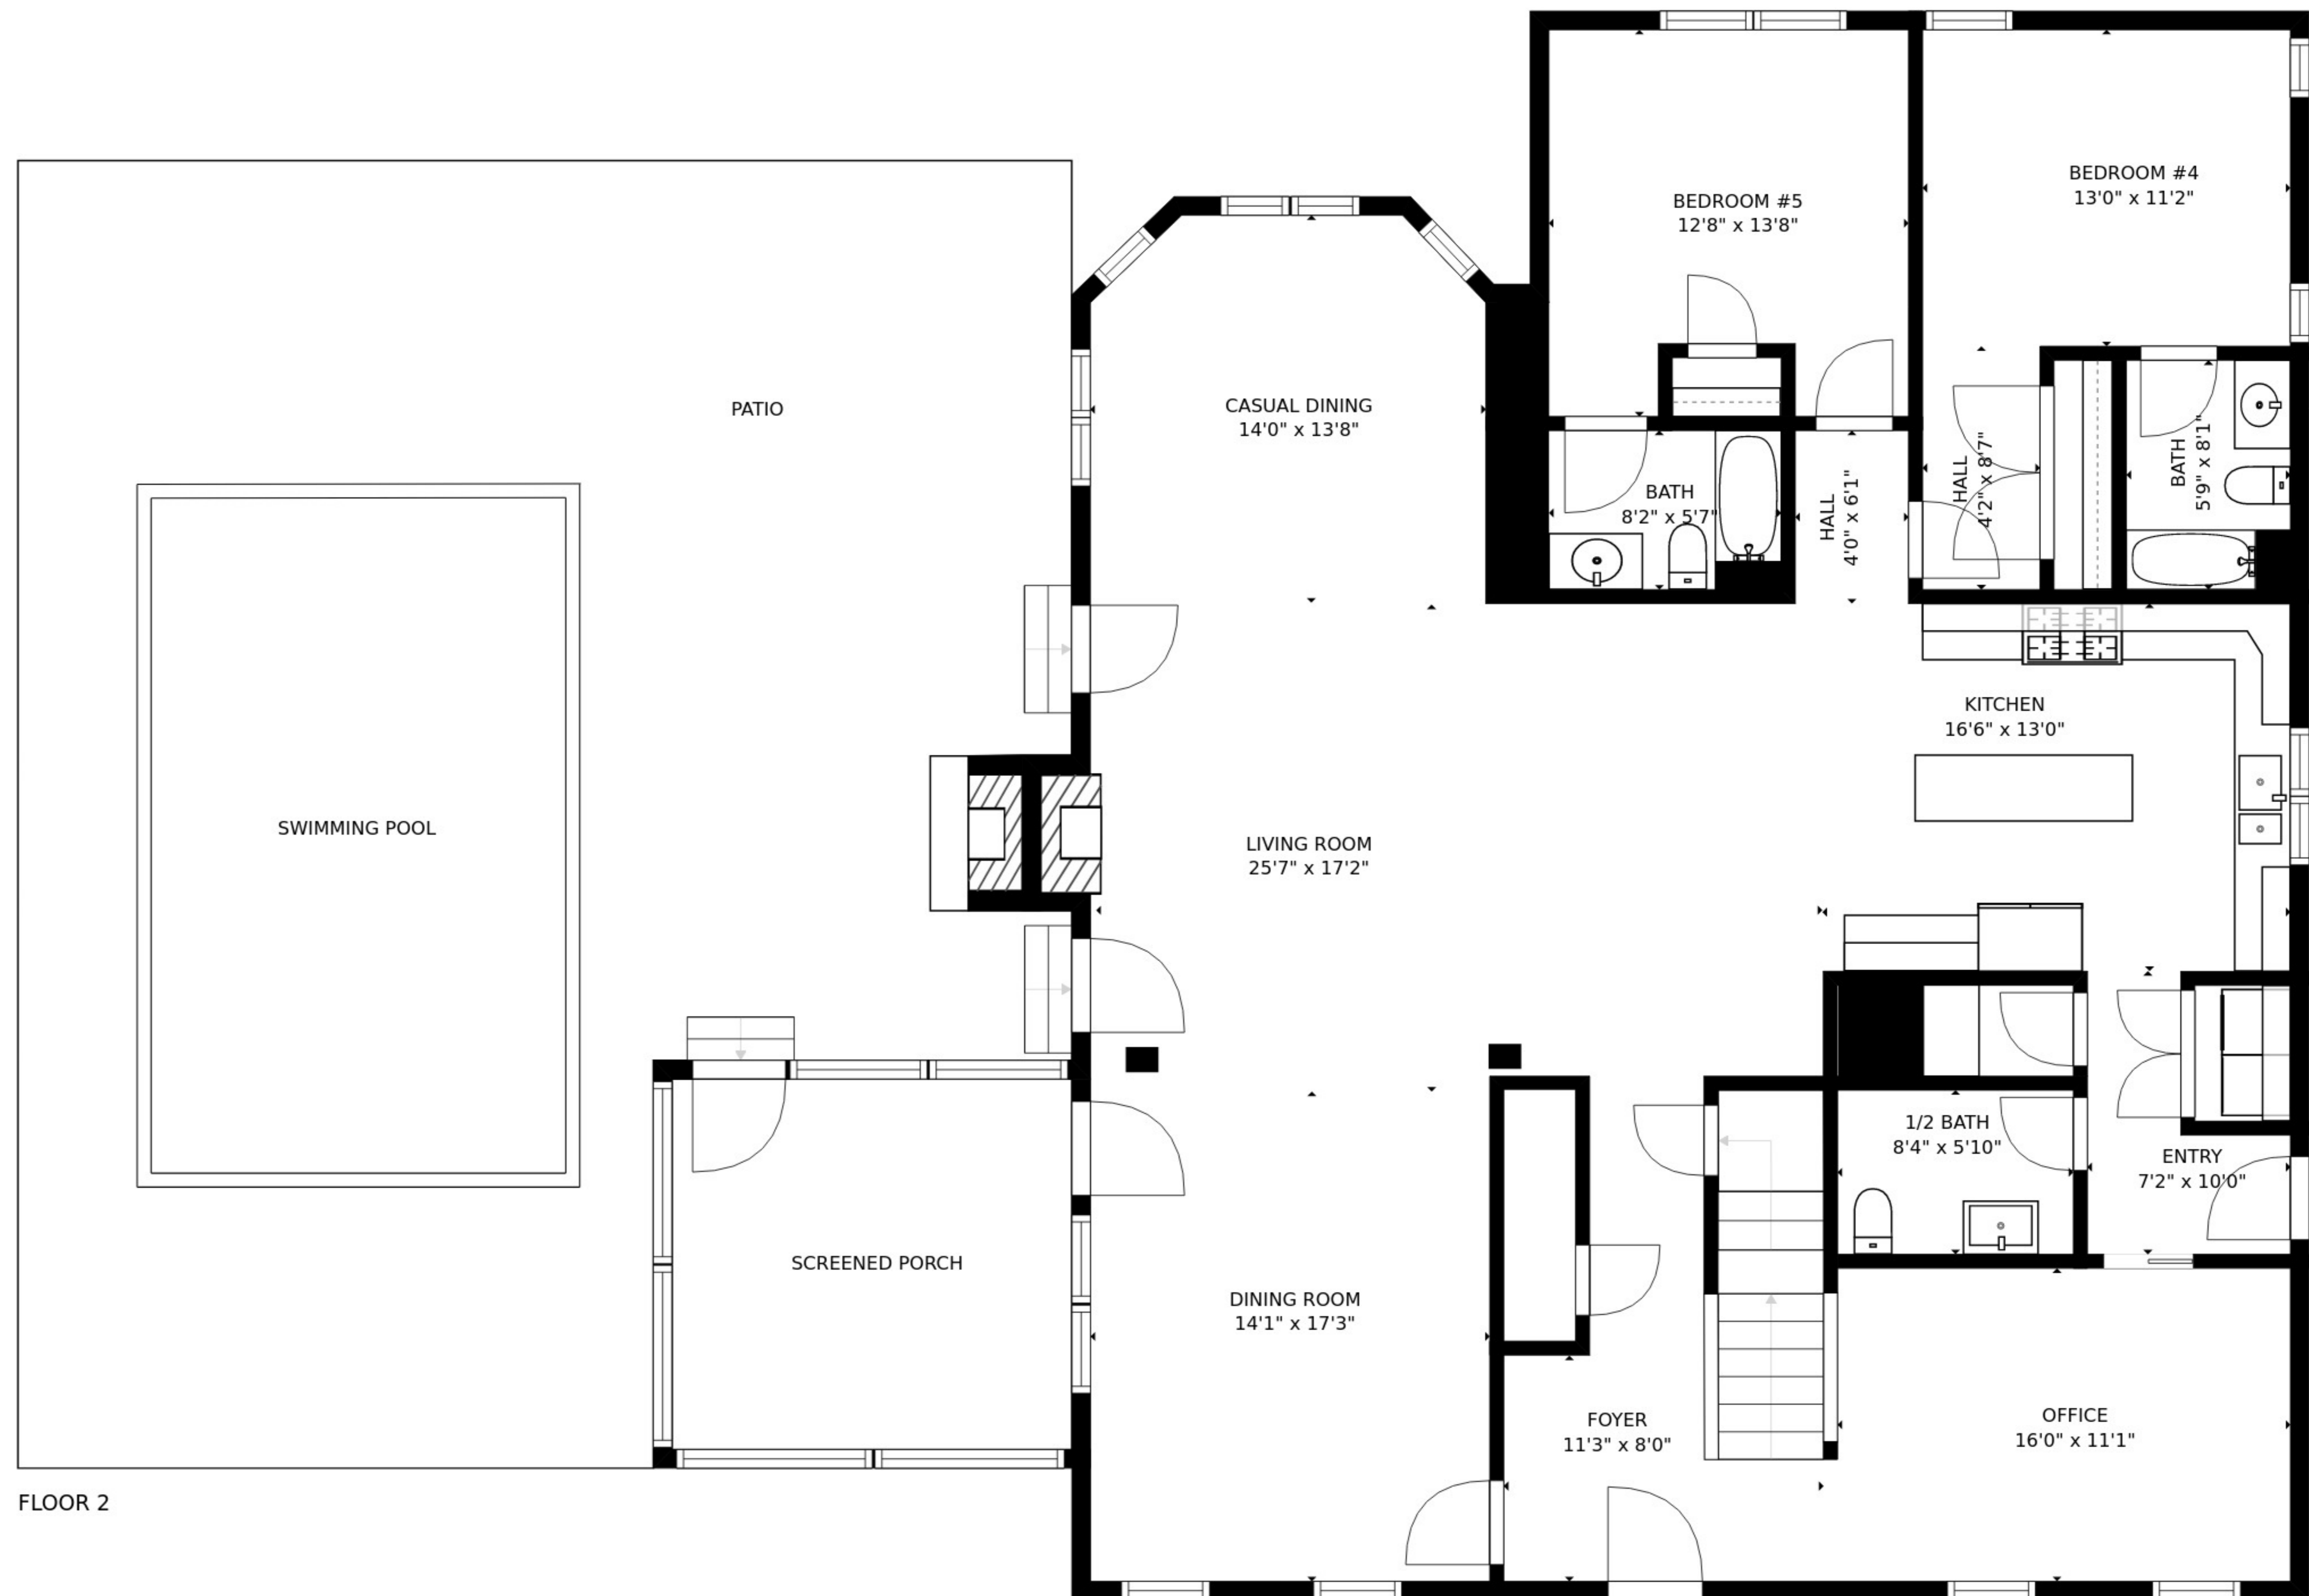 BEDROOM #4
13'0" x 11'2"
BEDROOM #5
12'8" x 13'8"
PATIO
CASUAL DINING
14'0" x 13'8"
BATH
8'2" x 5'7"
HALL
4'0" x 6'1"
HALL
4'2" x 8'7"
BATH
5'9" x 8'1"
KITCHEN
16'6" x 13'0"
SWIMMING POOL
LIVING ROOM
25'7" x 17'2"
1/2 BATH
8'4" x 5'10"
ENTRY
7'2" x 10'0"
SCREENED PORCH
DINING ROOM
14'1" x 17'3"
FOYER
11'3" x 8'0"
OFFICE
16'0" x 11'1"
FLOOR 2